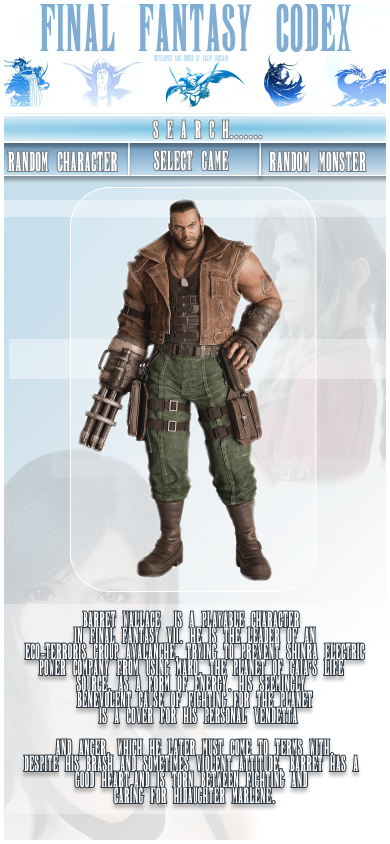 FINAL FANTASY CODEX
SEARCH.......
RANDOM CHARACTER
SELECT GAME
RANDOM MONSTER
BARRET WALLACE IS A PLAYABLE CHARACTER
IN FINAL FANTASY VII. HE IS THE LEADER OF AN
ECO-TERRORIS GROUP AVALANCHE, TRYING TO PREVENT SHINRA ELECTRIC
POWER COMPANY FROM USING MAKO, THE PLANET OF GAIA'S LIFE
SOURCE, AS A FORM OF ENERGY. HIS SEEMINGLY
BENEVOLENT CAUSE OF FIGHTING FOR THE PLANET
IS A COVER FOR HIS PERSONAL VENDETTA
AND ANGER, WHICH HE LATER MUST COME TO TERMS WITH.
DESPITE HIS BRASH AND SOMETIMES VIOLENT ATTITUDE, BARRET HAS A
GOOD HEART,AND IS TORN BETWEEN FIGHTING AND
CARING FOR HIDAUGHTER MARLENE.